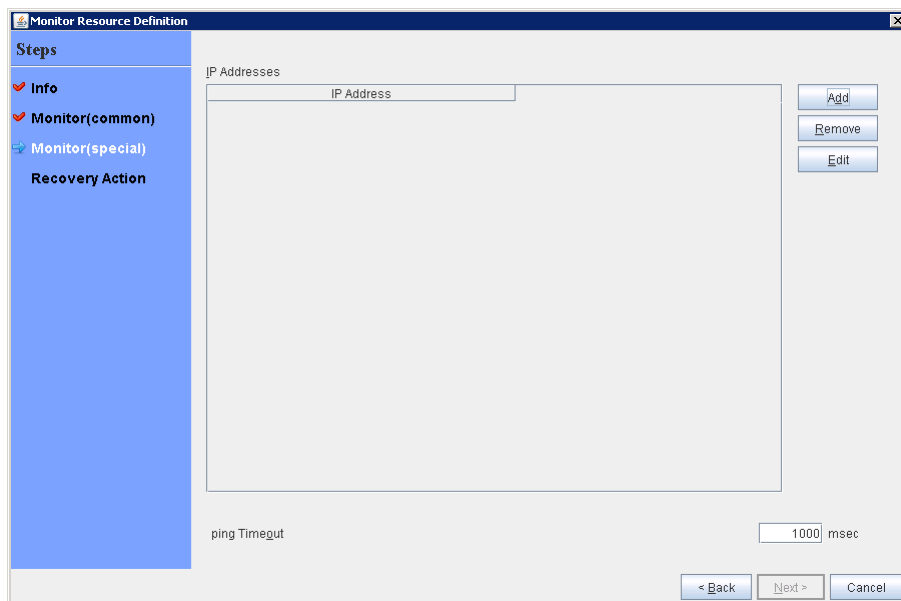 Monitor Resource Definition
Steps
Info
Monitor(common)
Monitor(special)
Recovery Action
IP Addresses
IP Address
Add
Remove
Edit
ping Timeout
1000 msec
< Back
Next >
Cancel